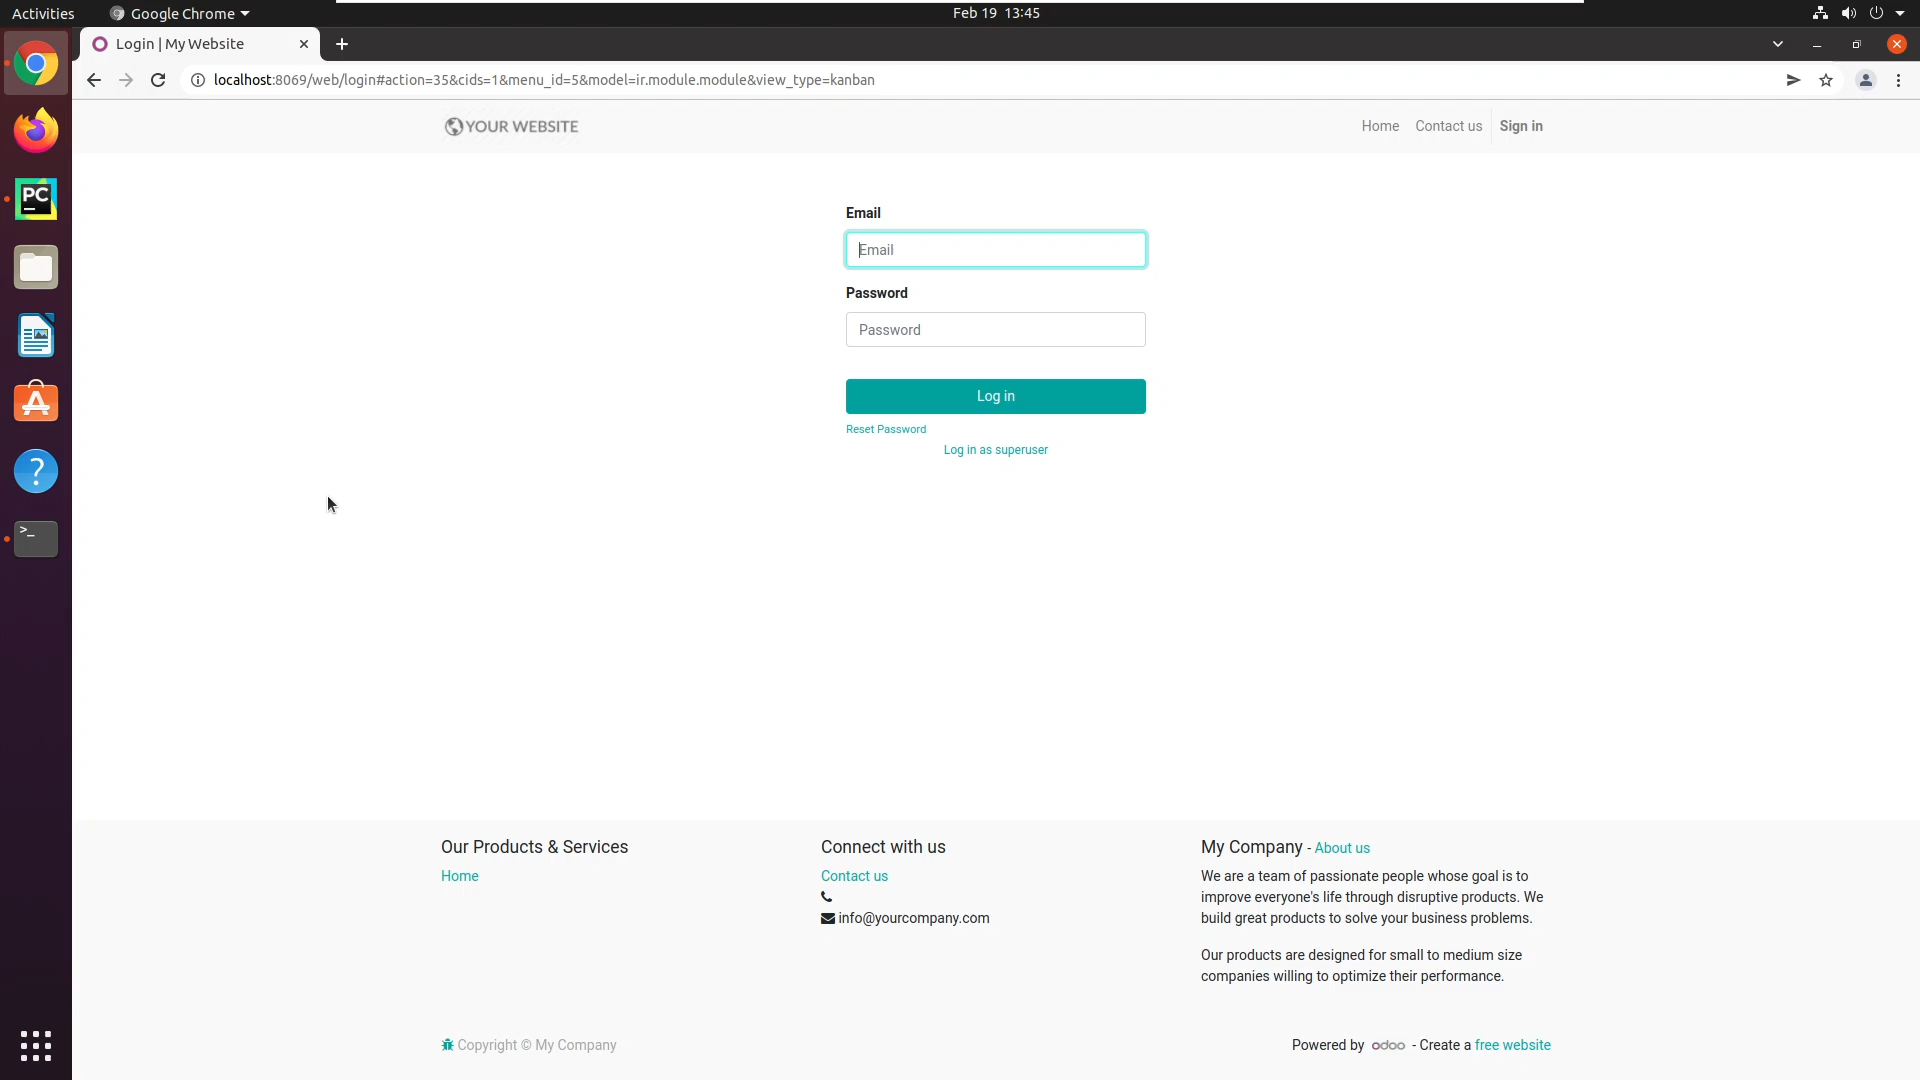 Activities
Google Chrome
Feb 19 13:45
Login | My Website
localhost:8069/web/login#action=35&cids=1&menu_id=5&model=ir.module.module&view_type=kanban
YOUR WEBSITE
Home
Contact us
Sign in
Email
Email
Password
Password
Log in
Reset Password
Log in as superuser
PC
>_
Our Products & Services
Home
Connect with us
Contact us
info@yourcompany.com
My Company - About us
We are a team of passionate people whose goal is to
improve everyone's life through disruptive products. We
build great products to solve your business problems.
Our products are designed for small to medium size
companies willing to optimize their performance.
Copyright © My Company
Powered by odoo - Create a free website